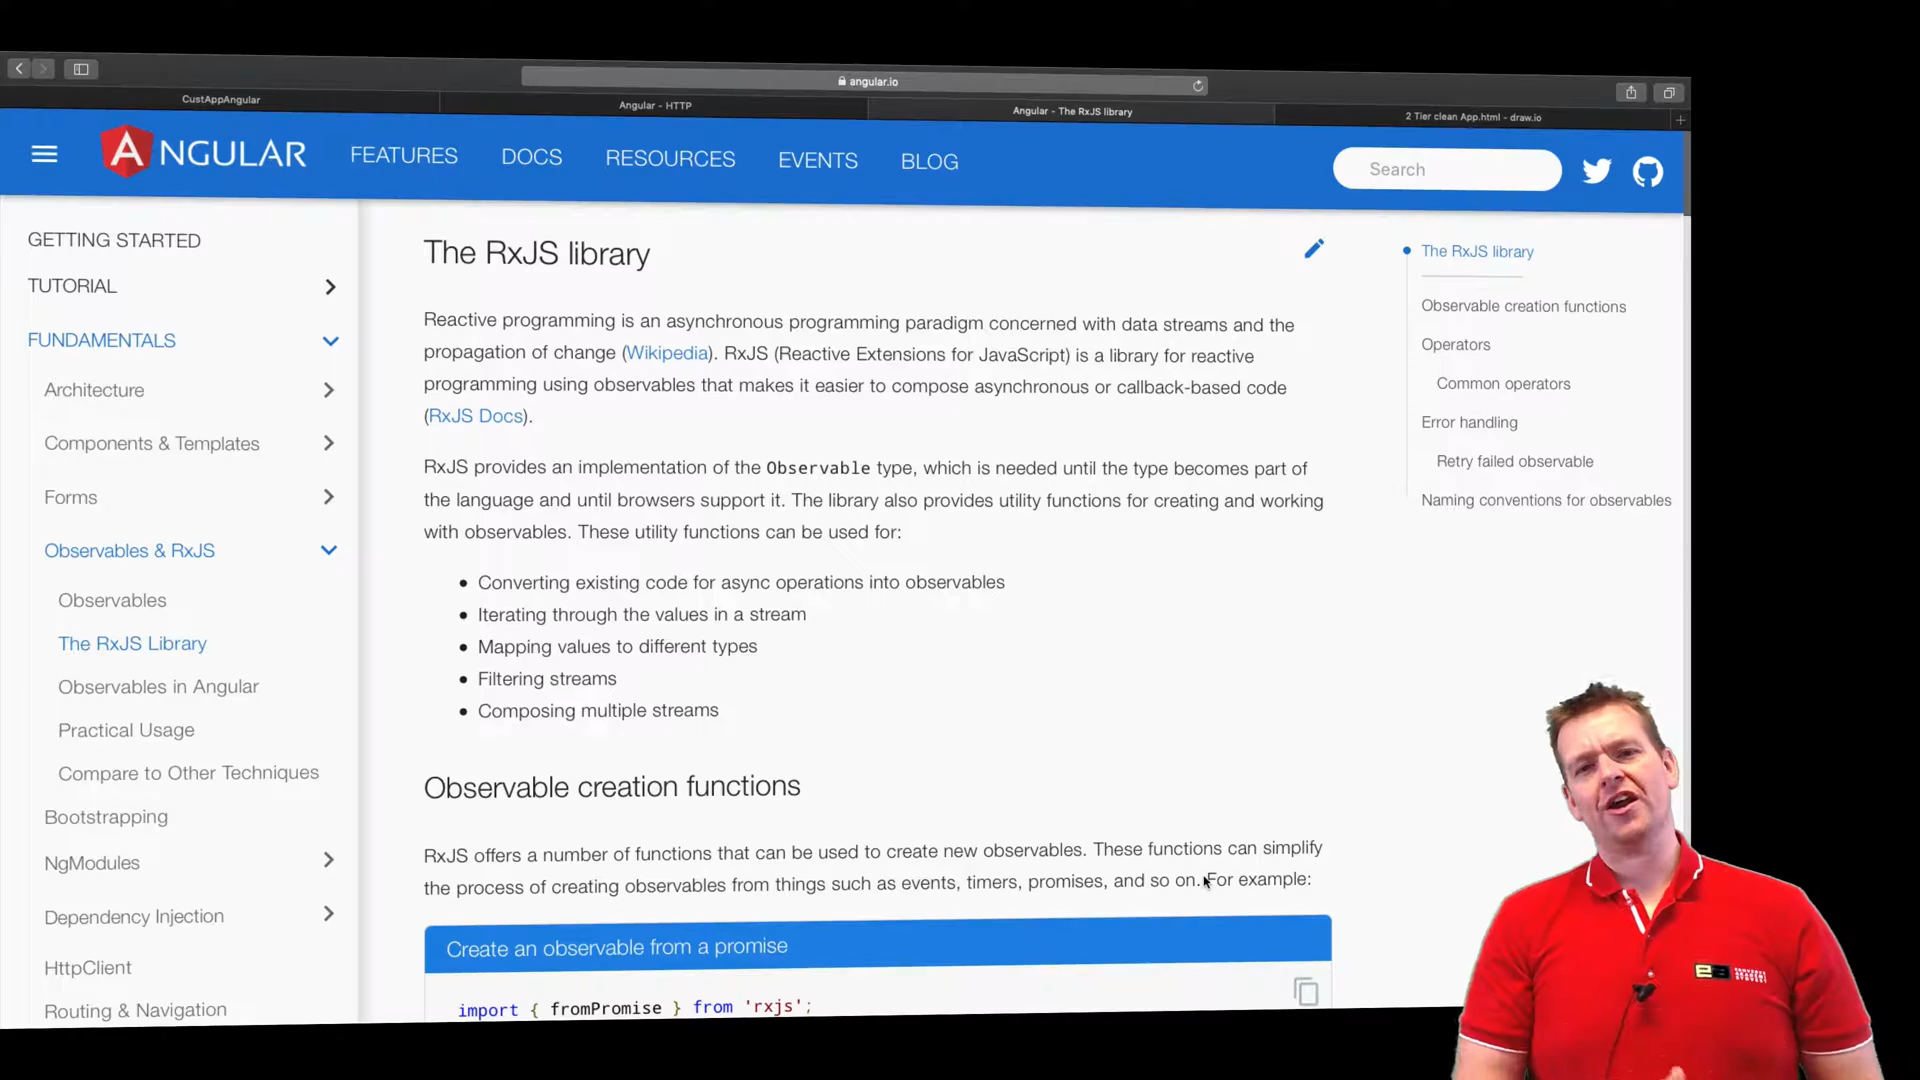 angular.io
CustAppAngular
Angular - HTTP
Angular - The RxJS library
2 Tier clean App.html - draw.io
ANGULAR
FEATURES
DOCS
RESOURCES
EVENTS
BLOG
Search
GETTING STARTED
TUTORIAL
FUNDAMENTALS
Architecture
Components & Templates
Forms
Observables & RxJS
Observables
The RxJS Library
Observables in Angular
Practical Usage
Compare to Other Techniques
Bootstrapping
NgModules
Dependency Injection
HttpClient
Routing & Navigation
The RxJS library
Reactive programming is an asynchronous programming paradigm concerned with data streams and the
propagation of change (Wikipedia). RxJS (Reactive Extensions for JavaScript) is a library for reactive
programming using observables that makes it easier to compose asynchronous or callback-based code
(RxJS Docs).
RxJS provides an implementation of the Observable type, which is needed until the type becomes part of
the language and until browsers support it. The library also provides utility functions for creating and working
with observables. These utility functions can be used for:
• Converting existing code for async operations into observables
• Iterating through the values in a stream
• Mapping values to different types
• Filtering streams
• Composing multiple streams
Observable creation functions
RxJS offers a number of functions that can be used to create new observables. These functions can simplify
the process of creating observables from things such as events, timers, promises, and so on. For example:
Create an observable from a promise
import { fromPromise } from 'rxjs';
The RxJS library
Observable creation functions
Operators
Common operators
Error handling
Retry failed observable
Naming conventions for observables